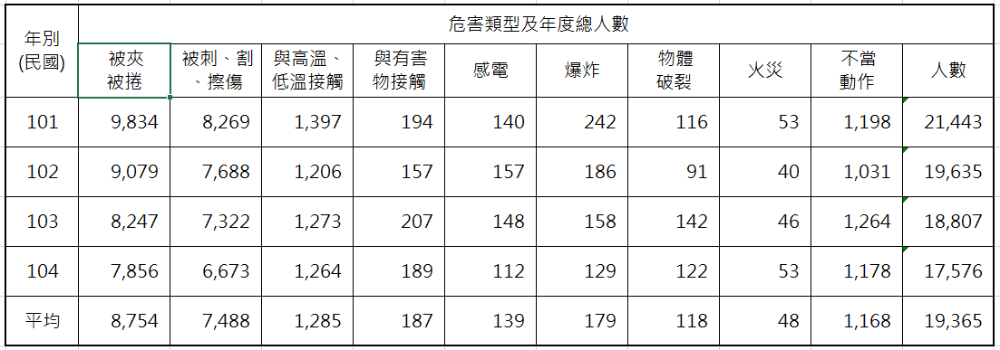 危害類型及年度總人數
年別
(民國)
被夾
被捲
被刺、割
、擦傷
與高溫、
低溫接觸
與有害
物接觸
感電
爆炸
物體
破裂
火災
不當
動作
人數
101 9,834 8,269 1,397 194 140 242 116 53 1,198 21,443
102 9,079 7,688 1,206 157 157 186 91 40 1,031 19,635
103 8,247 7,322 1,273 207 148 158 142 46 1,264 18,807
104 7,856 6,673 1,264 189 112 129 122 53 1,178 17,576
平均 8,754 7,488 1,285 187 139 179 118 48 1,168 19,365